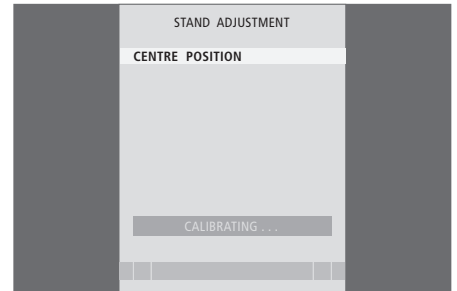 STAND ADJUSTMENT
CENTRE POSITION
CALIBRATING . . .